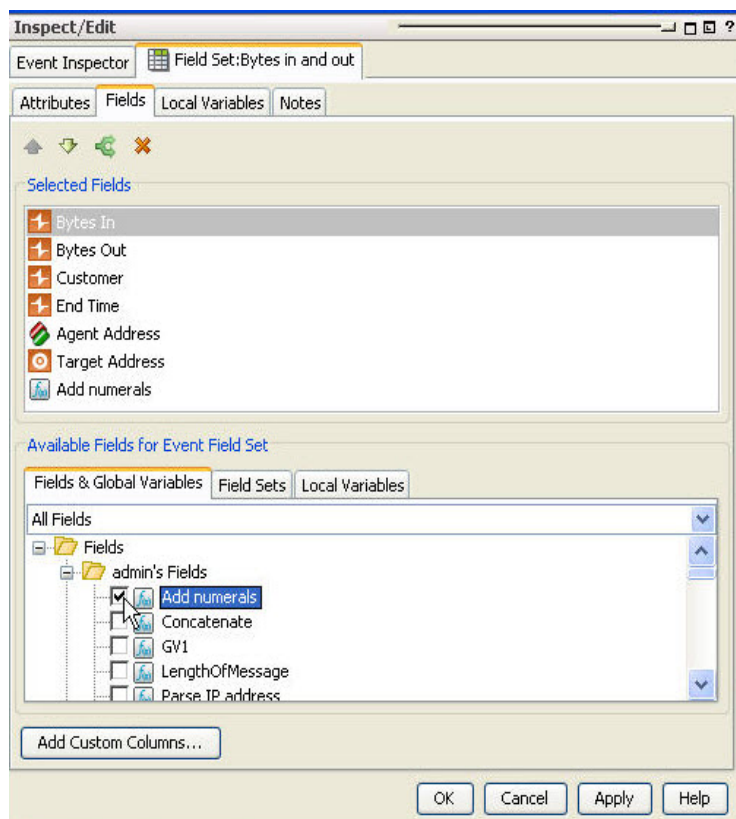 Inspect/Edit ?
Event Inspector Field Set:Bytes in and out
Attributes Fields Local Variables Notes
Selected Fields
Bytes In
Bytes Out
Customer
End Time
Agent Address
Target Address
Add numerals
Available Fields for Event Field Set
Fields & Global Variables Field Sets Local Variables
All Fields
Fields
admin's Fields
Add numerals
Concatenate
GV1
LengthOfMessage
Parse IP address
Add Custom Columns...
OK Cancel Apply Help